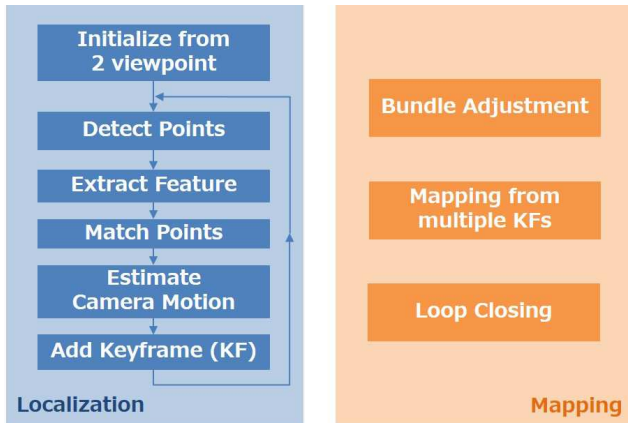 Initialize from
2 viewpoint
Detect Points
Extract Feature
Match Points
Estimate
Camera Motion
Add Keyframe (KF)
Localization
Bundle Adjustment
Mapping from
multiple KFs
Loop Closing
Mapping